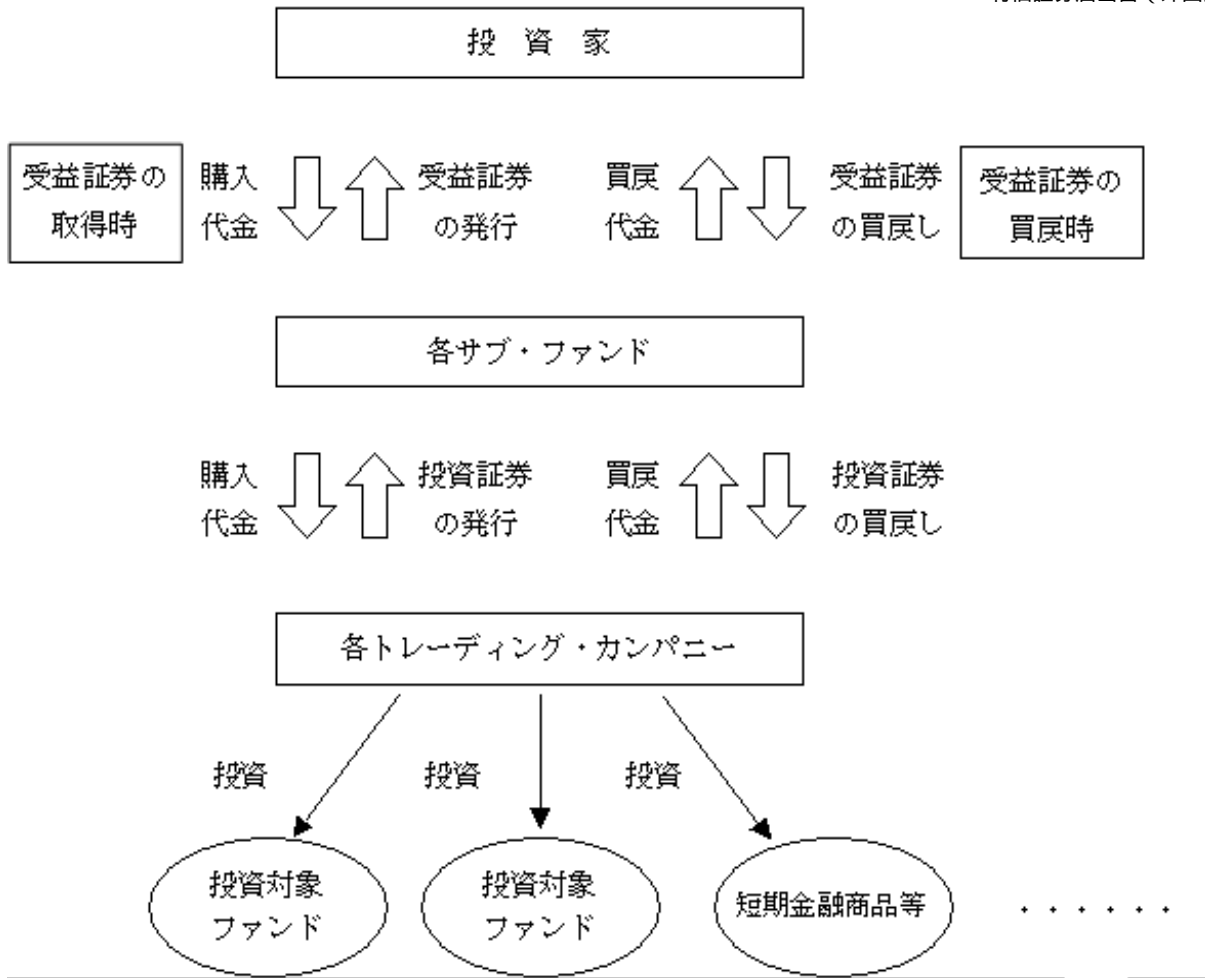 投 資 家
受益証券の
取得時
購入
代金
受益証券
の発行
買戻
代金
受益証券
の買戻し
受益証券の
買戻時
各サブ・ファンド
購入
代金
投資証券
の発行
買戻
代金
投資証券
の買戻し
各トレーディング・カンパニー
投資
投資
投資
投資対象
ファンド
投資対象
ファンド
短期金融商品等
・・・・・・